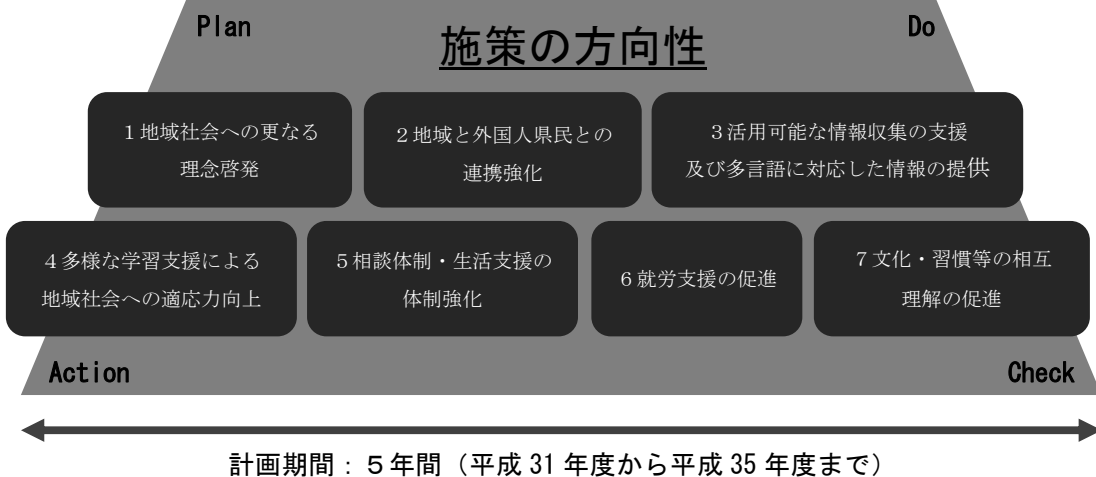 Plan
Do
施策の方向性
１地域社会への更なる
理念啓発
２地域と外国人県民との
連携強化
３活用可能な情報収集の支援
及び多言語に対応した情報の提供
４多様な学習支援による
地域社会への適応力向上
５相談体制・生活支援の
体制強化
６就労支援の促進
７文化・習慣等の相互
理解の促進
Action
Check
計画期間：５年間（平成 31 年度から平成 35 年度まで）